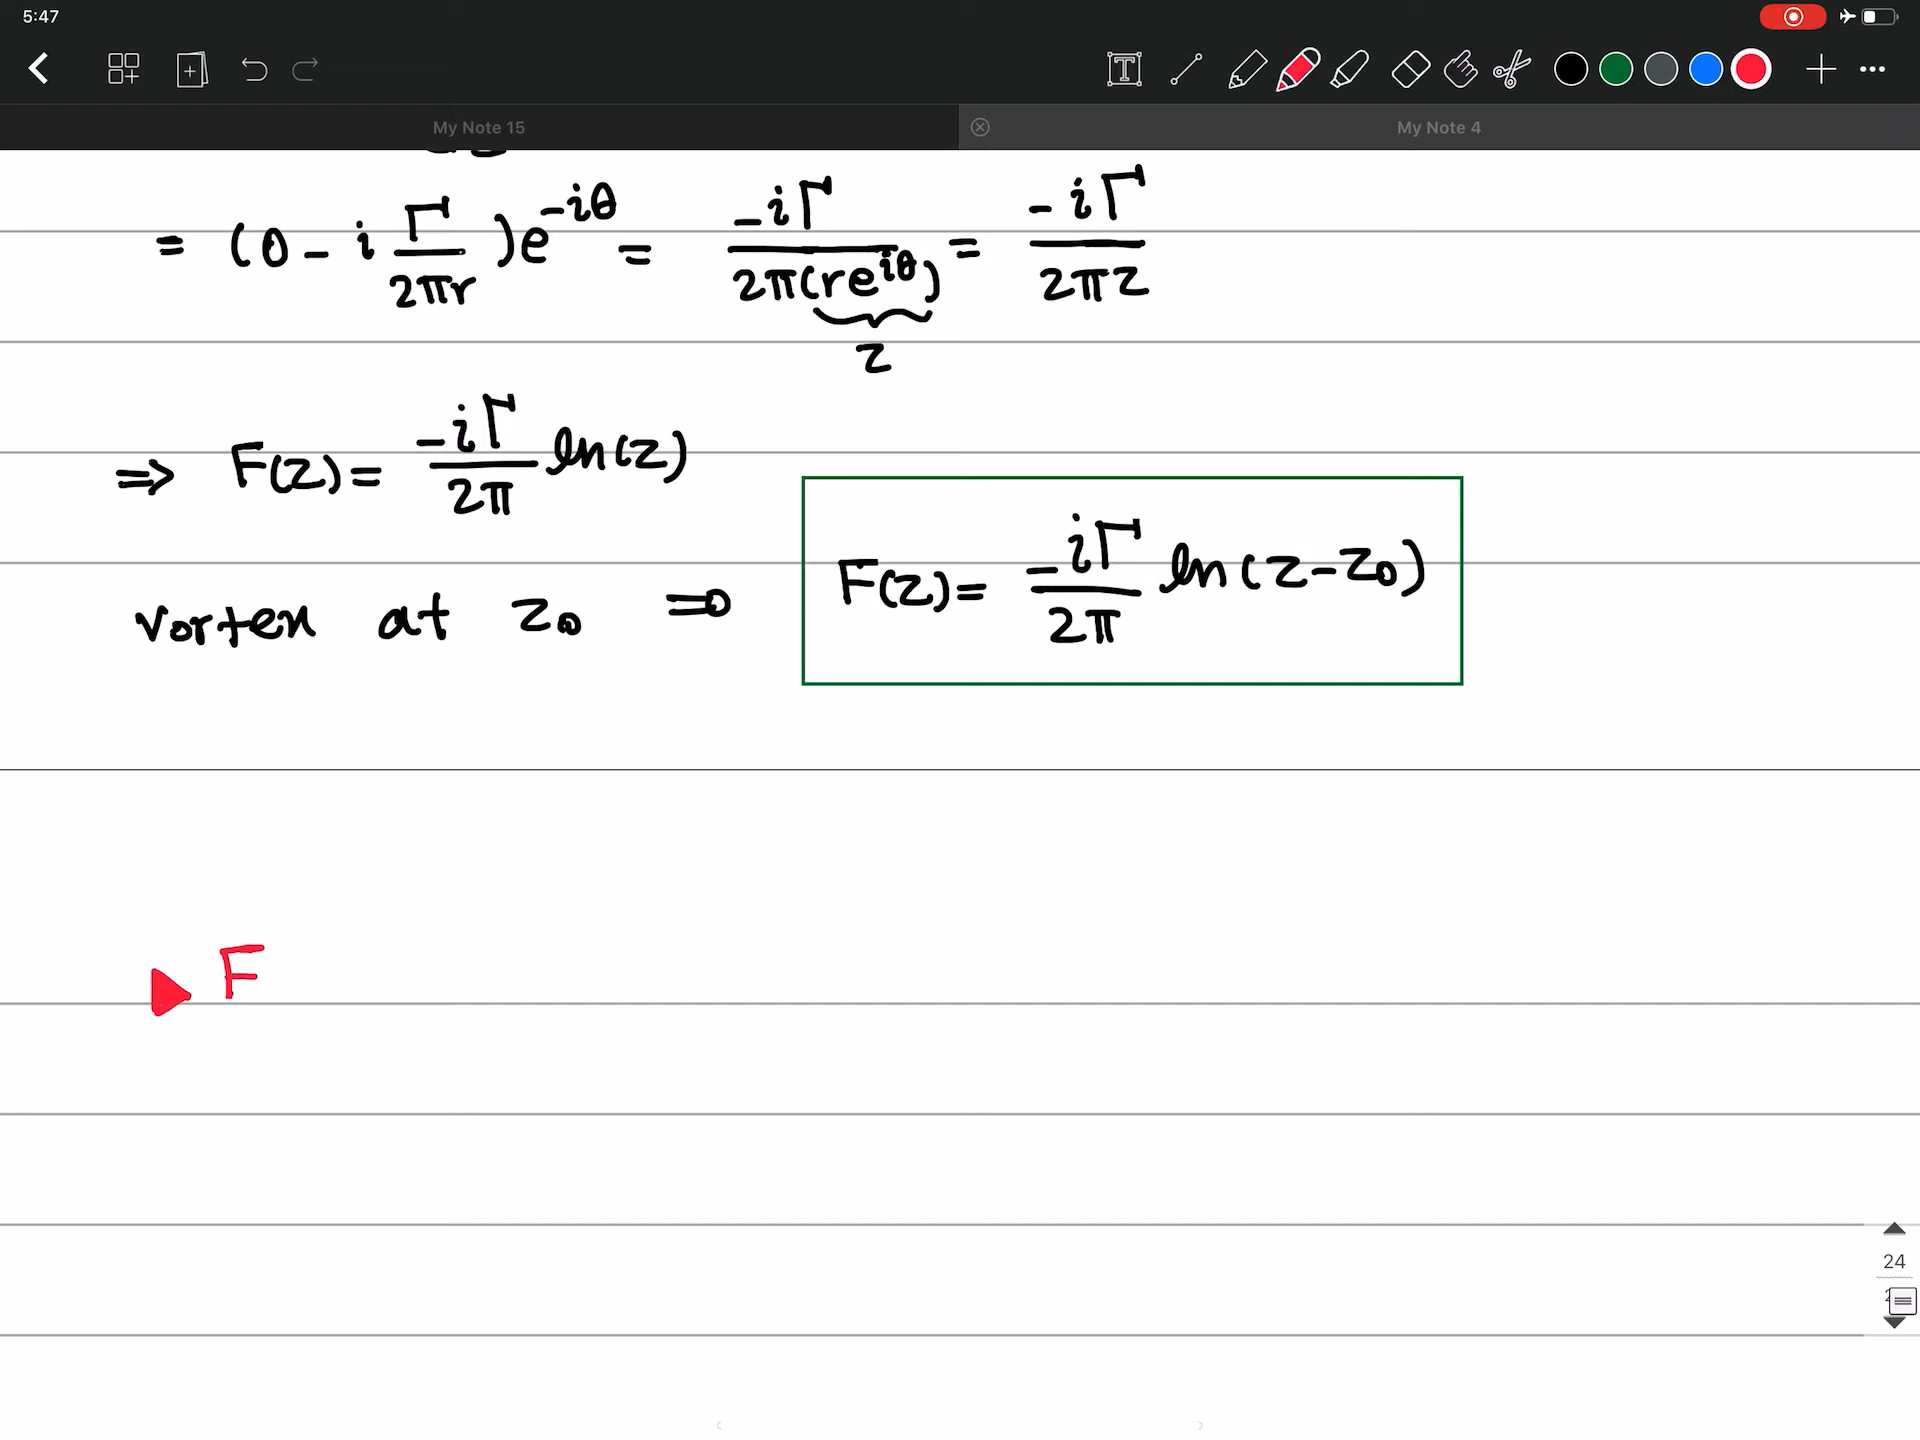 5:47
My Note 15 My Note 4
= (0 - i Γ/2πr)e^-iθ = -iΓ/2π(re^iθ) = -iΓ/2πz
z
⇒ F(z) = -iΓ/2π ln(z)
vortex at z₀ ⇒ F(z) = -iΓ/2π ln(z-z₀)
F
24